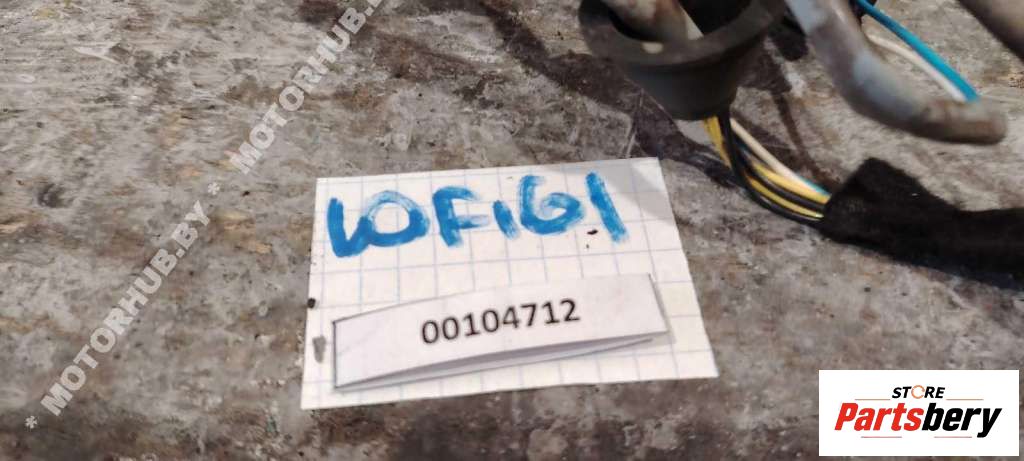 * MOTORHUB.BY * MOTORHUB.BY
10F161
00104712
STORE
Partsbery